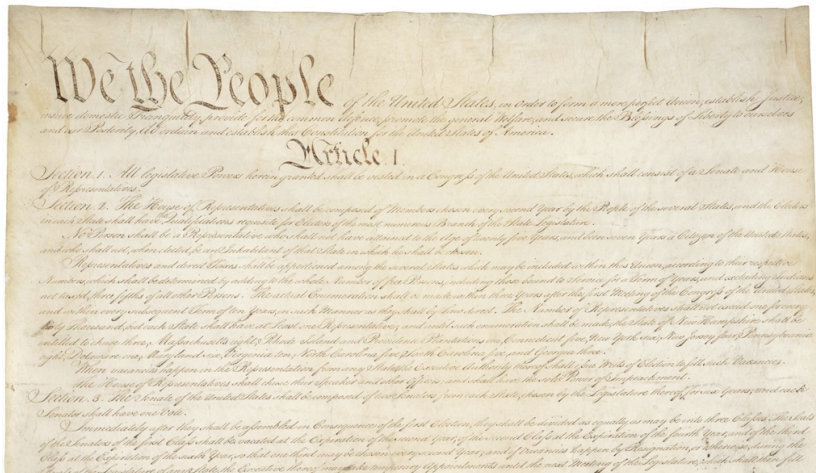 We the People of the United States, in Order to form a more perfect Union, establish Justice,
insure domestic Tranquility, provide for the common defence, promote the general Welfare, and secure the Blessings of Liberty to ourselves
and our Posterity, do ordain and establish this Constitution for the United States of America.
Article. I.
Section. 1. All legislative Powers herein granted shall be vested in a Congress of the United States, which shall consist of a Senate and House
of Representatives.
Section. 2. The House of Representatives shall be composed of Members chosen every second Year by the People of the several States, and the Electors
in each State shall have the Qualifications requisite for Electors of the most numerous Branch of the State Legislature.
No Person shall be a Representative who shall not have attained to the Age of twenty five Years, and been seven Years a Citizen of the United States,
and who shall not, when elected, be an Inhabitant of that State in which he shall be chosen.
Representatives and direct Taxes shall be apportioned among the several States which may be included within this Union, according to their respective
Numbers, which shall be determined by adding to the whole Number of free Persons, including those bound to Service for a Term of Years, and excluding Indians
not taxed, three fifths of all other Persons. The actual Enumeration shall be made within three Years after the first Meeting of the Congress of the United States,
and within every subsequent Term of ten Years, in such Manner as they shall by Law direct. The Number of Representatives shall not exceed one for every
thirty Thousand, but each State shall have at Least one Representative; and until such enumeration shall be made, the State of New Hampshire shall be
entitled to chuse three, Massachusetts eight, Rhode Island and Providence Plantations one, Connecticut five, New York six, New Jersey four, Pennsylvania
eight, Delaware one, Maryland six, Virginia ten, North Carolina five, South Carolina five, and Georgia three.
When vacancies happen in the Representation from any State, the Executive Authority thereof shall issue Writs of Election to fill such Vacancies.
The House of Representatives shall chuse their Speaker and other Officers; and shall have the sole Power of Impeachment.
Section. 3. The Senate of the United States shall be composed of two Senators from each State, chosen by the Legislature thereof, for six Years; and each
Senator shall have one Vote.
Immediately after they shall be assembled in Consequence of the first Election, they shall be divided as equally as may be into three Classes. The Seats
of the Senators of the first Class shall be vacated at the Expiration of the second Year, of the second Class at the Expiration of the fourth Year, and of the third
Class at the Expiration of the sixth Year, so that one third may be chosen every second Year; and if Vacancies happen by Resignation, or otherwise, during the
Recess of the Legislature of any State, the Executive thereof may make temporary Appointments until the next Meeting of the Legislature, which shall then fill